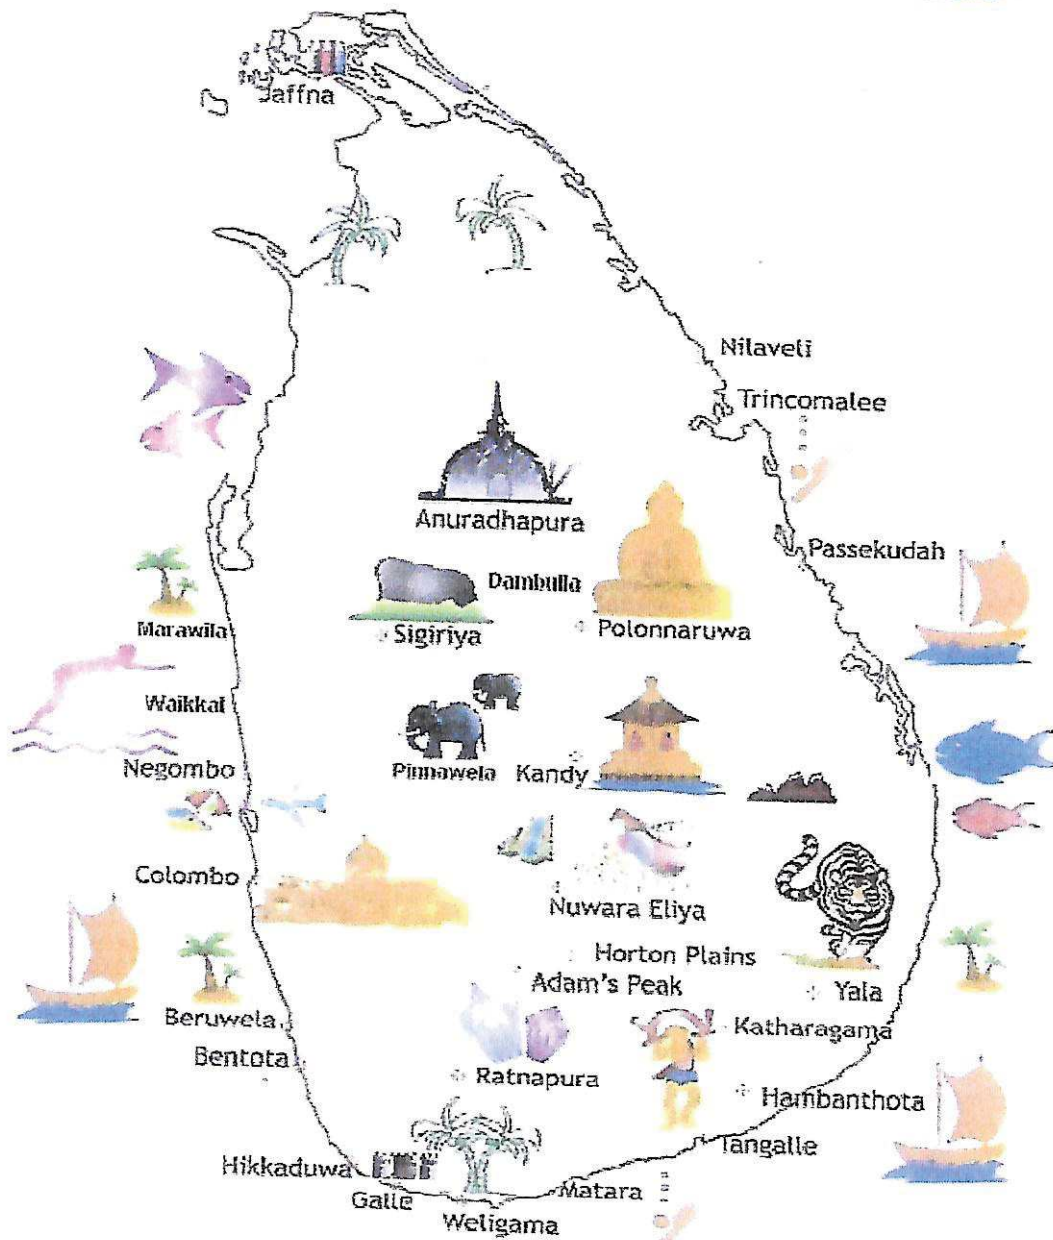 Jaffna
Nilaveli
Trincomalee
Anuradhapura
Passekudah
Dambulla
Marawila
Sigiriya
Polonnaruwa
Waikkal
Negombo
Pinnawela
Kandy
Colombo
Nuwara Eliya
Horton Plains
Adam's Peak
Yala
Beruwela
Katharagama
Bentota
Ratnapura
Hambanthota
Tangalle
Hikkaduwa
Galle
Matara
Weligama